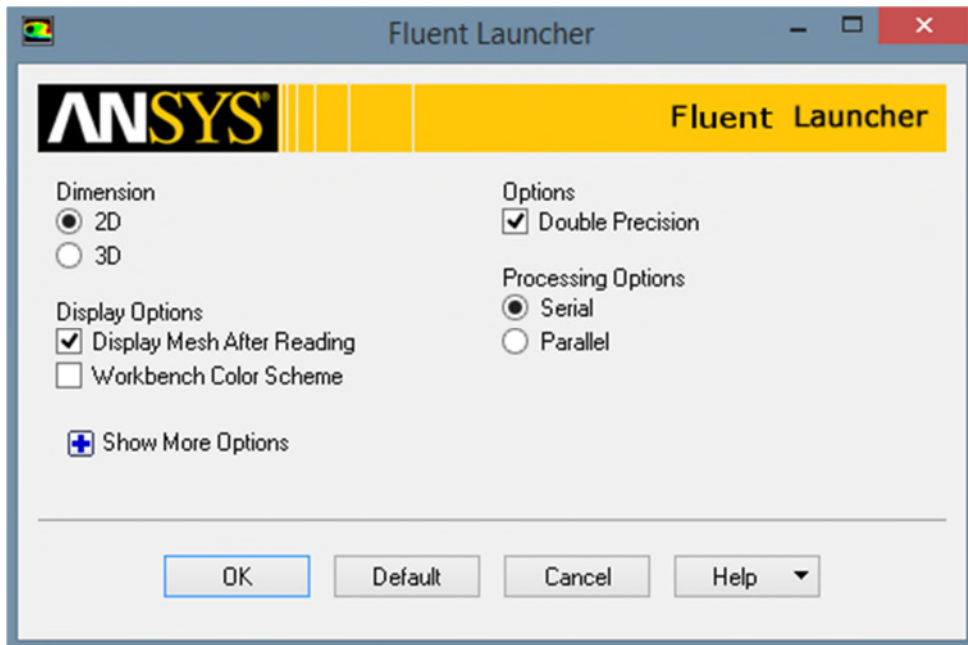 Fluent Launcher
ANSYS®
Fluent Launcher
Dimension
2D
3D
Display Options
Display Mesh After Reading
Workbench Color Scheme
Show More Options
Options
Double Precision
Processing Options
Serial
Parallel
OK
Default
Cancel
Help